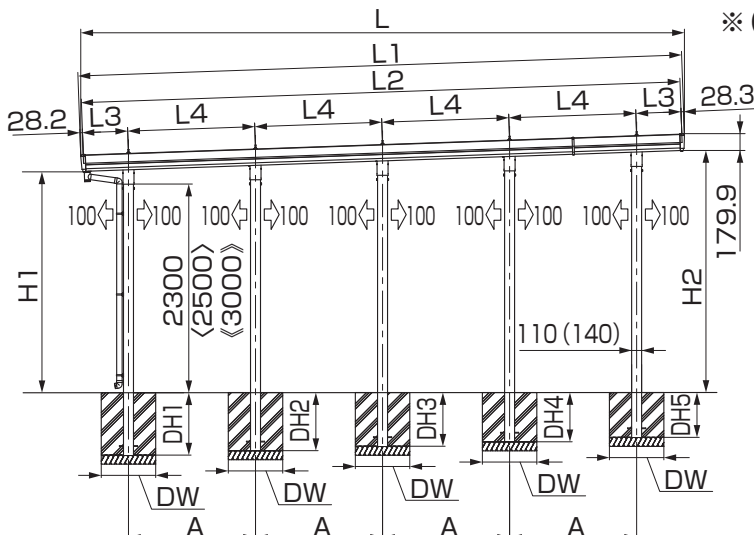 L
※(
L1
L2
28.2 L3 L4 L4 L4 L4 L3 28.3
100 100 100 100 100 100 100 100 100 100
179.9
H1
2300
〈2500〉
《3000》
H2
110 (140)
DH1 DH2 DH3 DH4 DH5
DW DW DW DW DW
A A A A